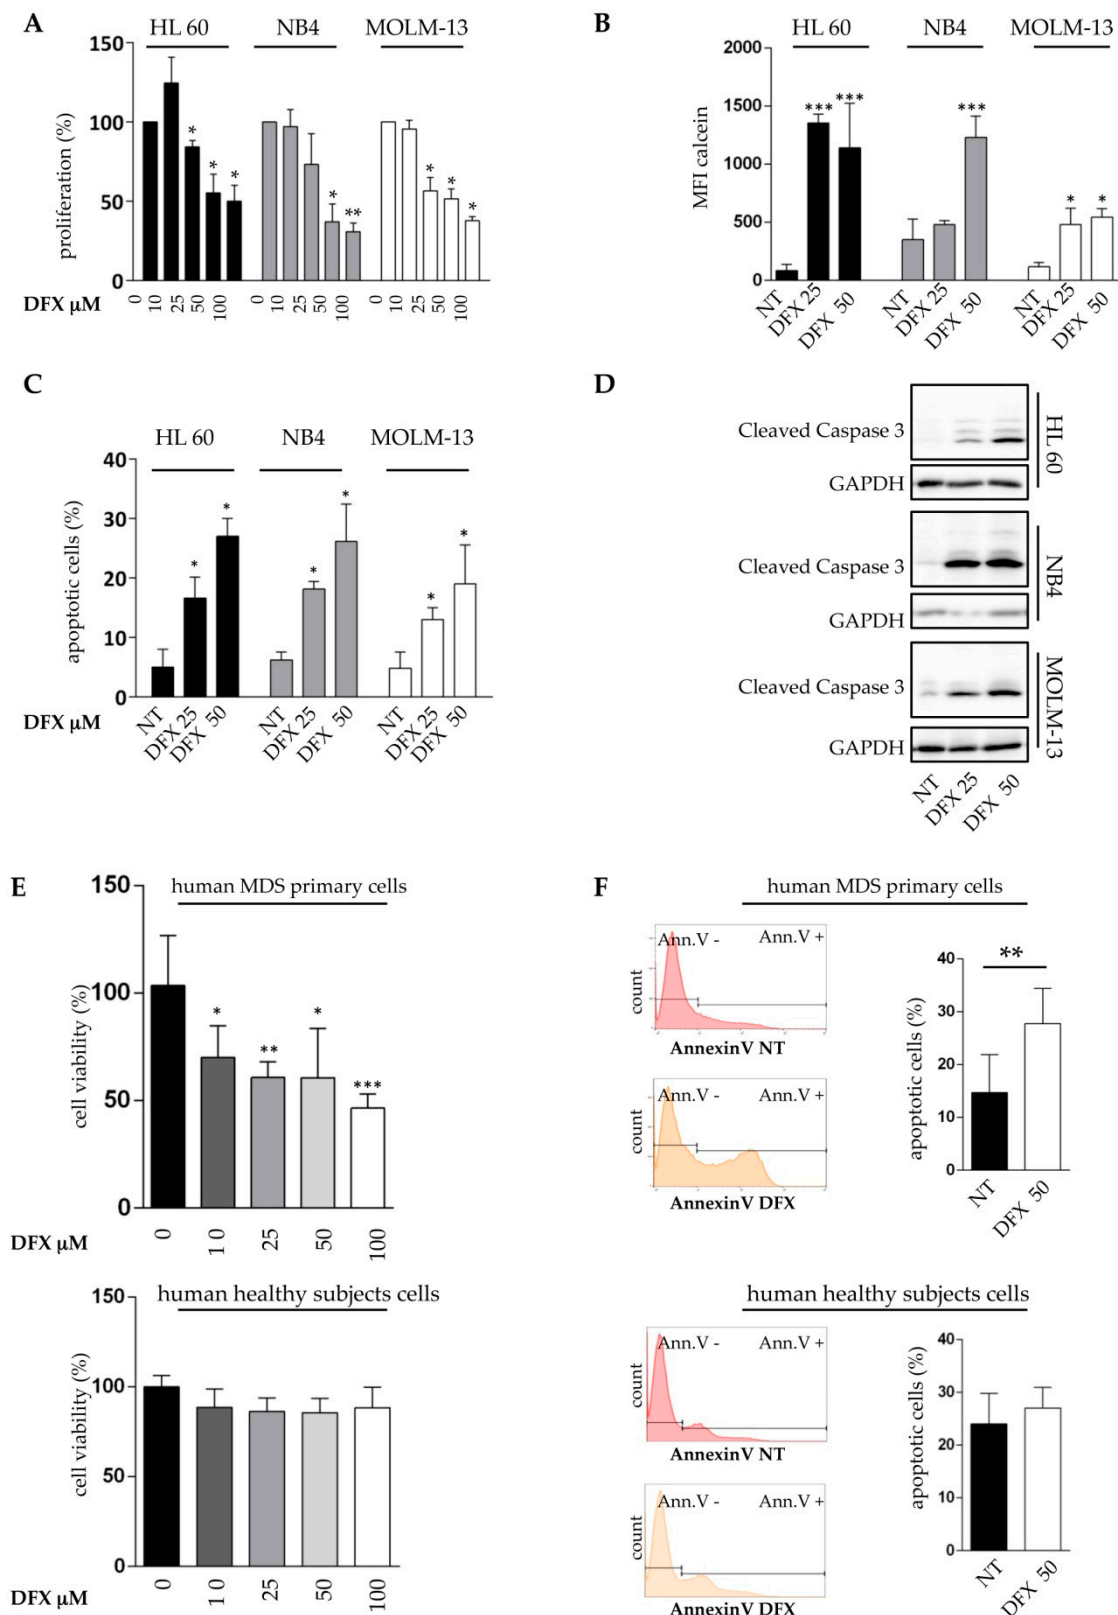 A
HL 60 NB4 MOLM-13
proliferation (%)
150
100
50
0
* * * * ** * * *
DFX µM 0 10 25 50 100 0 10 25 50 100 0 10 25 50 100
B
HL 60 NB4 MOLM-13
MFI calcein
2000
1500
1000
500
0
*** *** *** * *
NT DFX 25 DFX 50 NT DFX 25 DFX 50 NT DFX 25 DFX 50
C
HL 60 NB4 MOLM-13
apoptotic cells (%)
40
30
20
10
0
* * * * * *
DFX µM NT DFX 25 DFX 50 NT DFX 25 DFX 50 NT DFX 25 DFX 50
D
Cleaved Caspase 3
GAPDH
HL 60
Cleaved Caspase 3
GAPDH
NB4
Cleaved Caspase 3
GAPDH
MOLM-13
NT DFX 25 DFX 50
E
human MDS primary cells
cell viability (%)
150
100
50
0
* ** * ***
DFX µM 0 10 25 50 100
human healthy subjects cells
cell viability (%)
150
100
50
0
DFX µM 0 10 25 50 100
F
human MDS primary cells
Ann.V - Ann.V +
count
AnnexinV NT
Ann.V - Ann.V +
count
AnnexinV DFX
apoptotic cells (%)
40
30
20
10
0
**
NT DFX 50
human healthy subjects cells
Ann.V - Ann.V +
count
AnnexinV NT
Ann.V - Ann.V +
count
AnnexinV DFX
apoptotic cells (%)
40
30
20
10
0
NT DFX 50